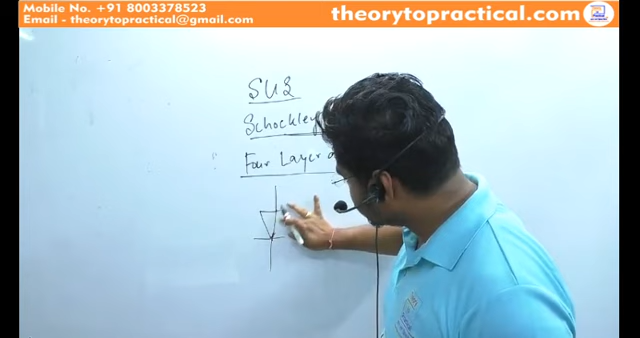 Mobile No. +91 8003378523
Email - theorytopractical@gmail.com
theorytopractical.com
SUS
Schockley
Four Layer